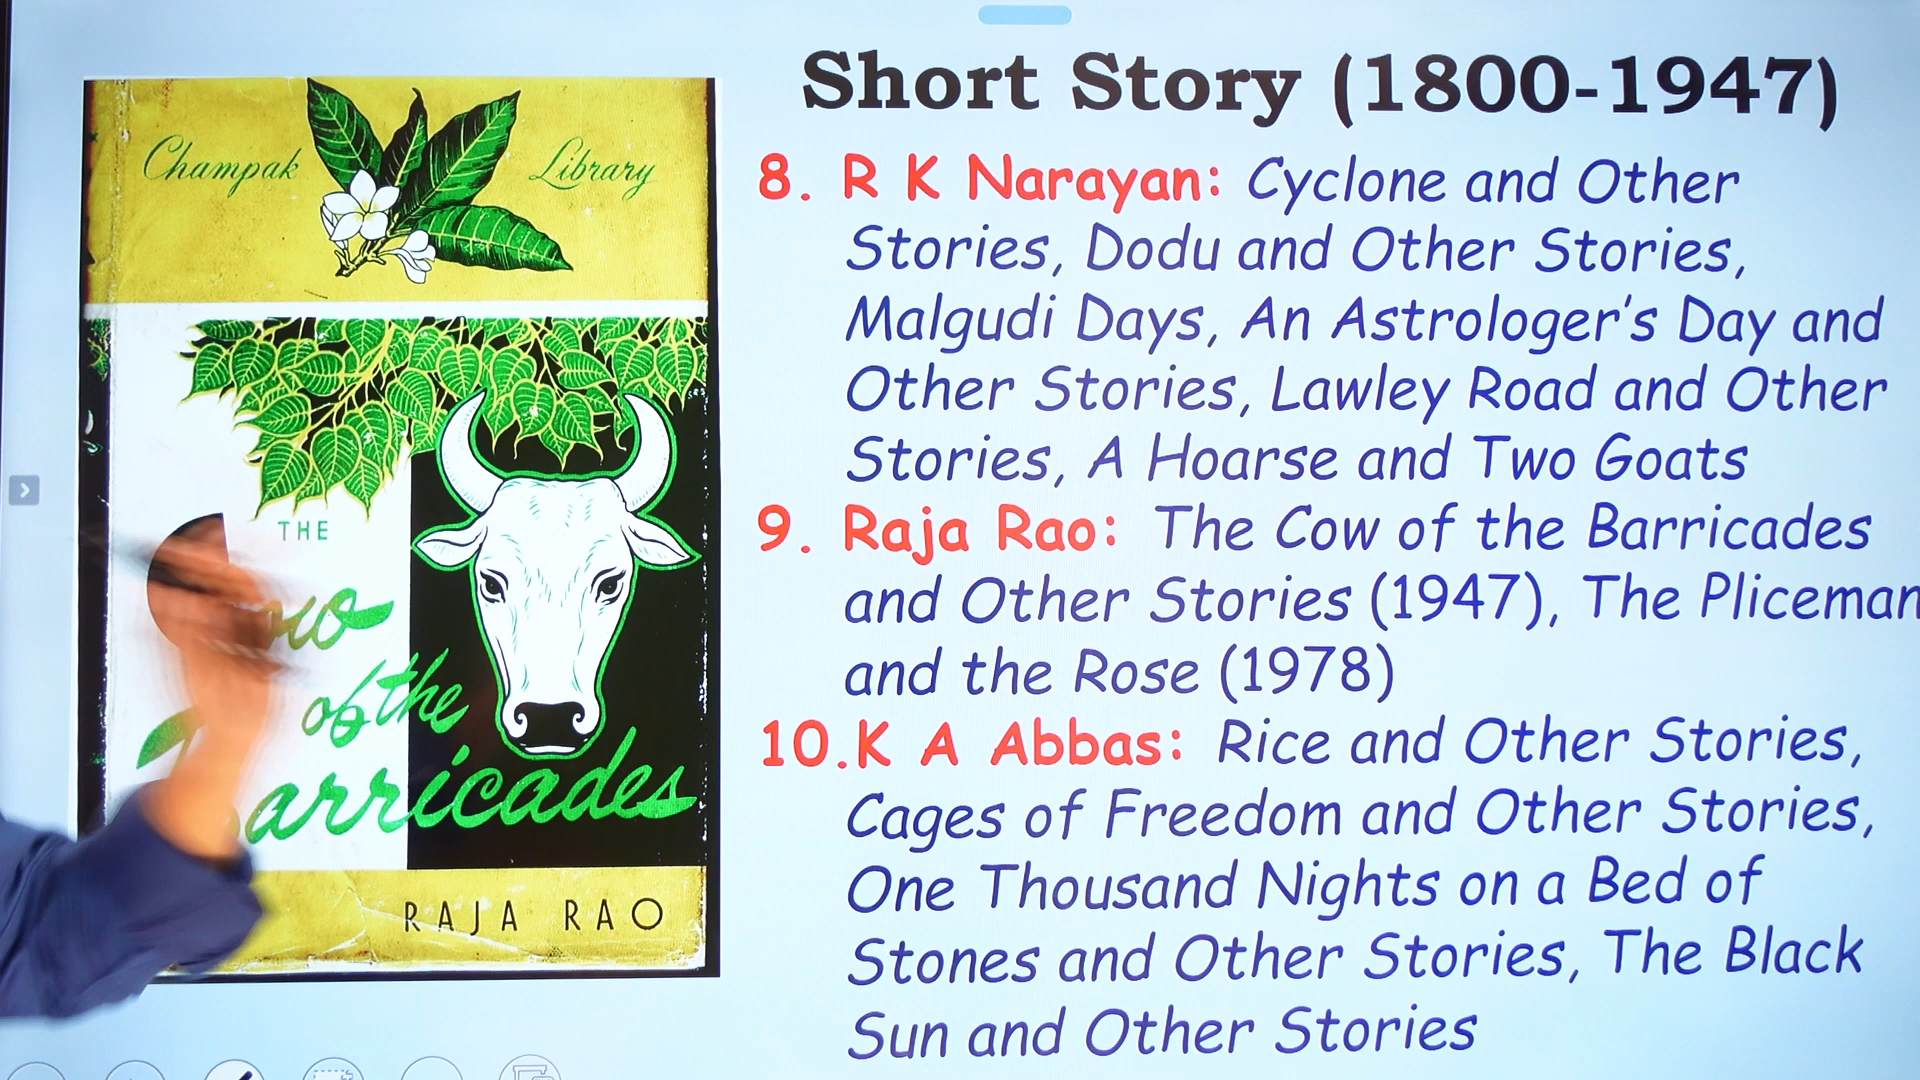 Short Story (1800-1947)
Champak Library
8. R K Narayan: Cyclone and Other
Stories, Dodu and Other Stories,
Malgudi Days, An Astrologer's Day and
Other Stories, Lawley Road and Other
Stories, A Hoarse and Two Goats
9. Raja Rao: The Cow of the Barricades
and Other Stories (1947), The Pliceman
and the Rose (1978)
10. K A Abbas: Rice and Other Stories,
Cages of Freedom and Other Stories,
One Thousand Nights on a Bed of
Stones and Other Stories, The Black
Sun and Other Stories
THE
of the
RAJA RAO